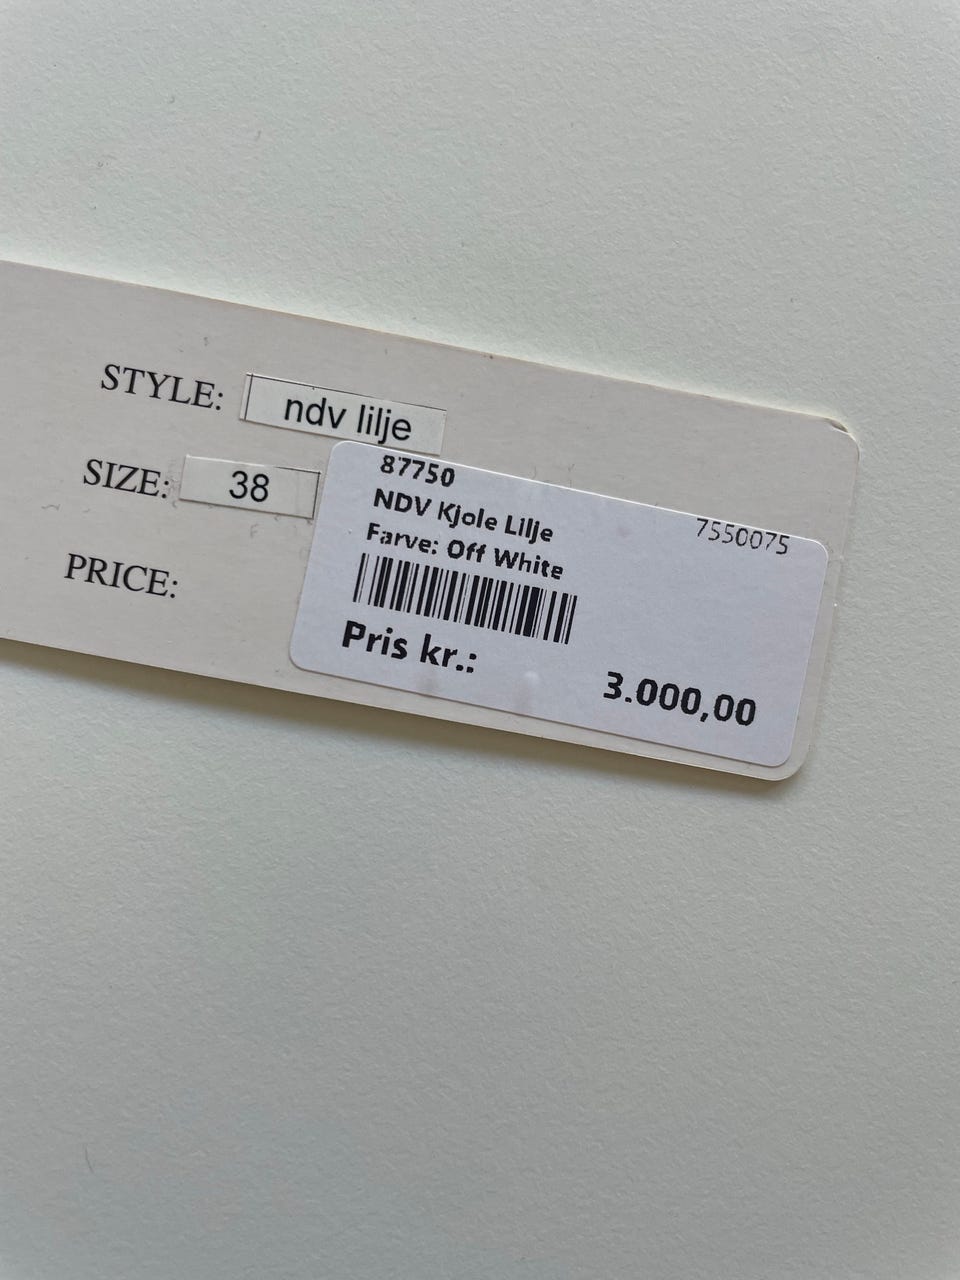 STYLE: ndv lilje
SIZE: 38
PRICE:
87750
NDV Kjole Lilje
7550075
Farve: Off White
Pris kr.:
3.000,00